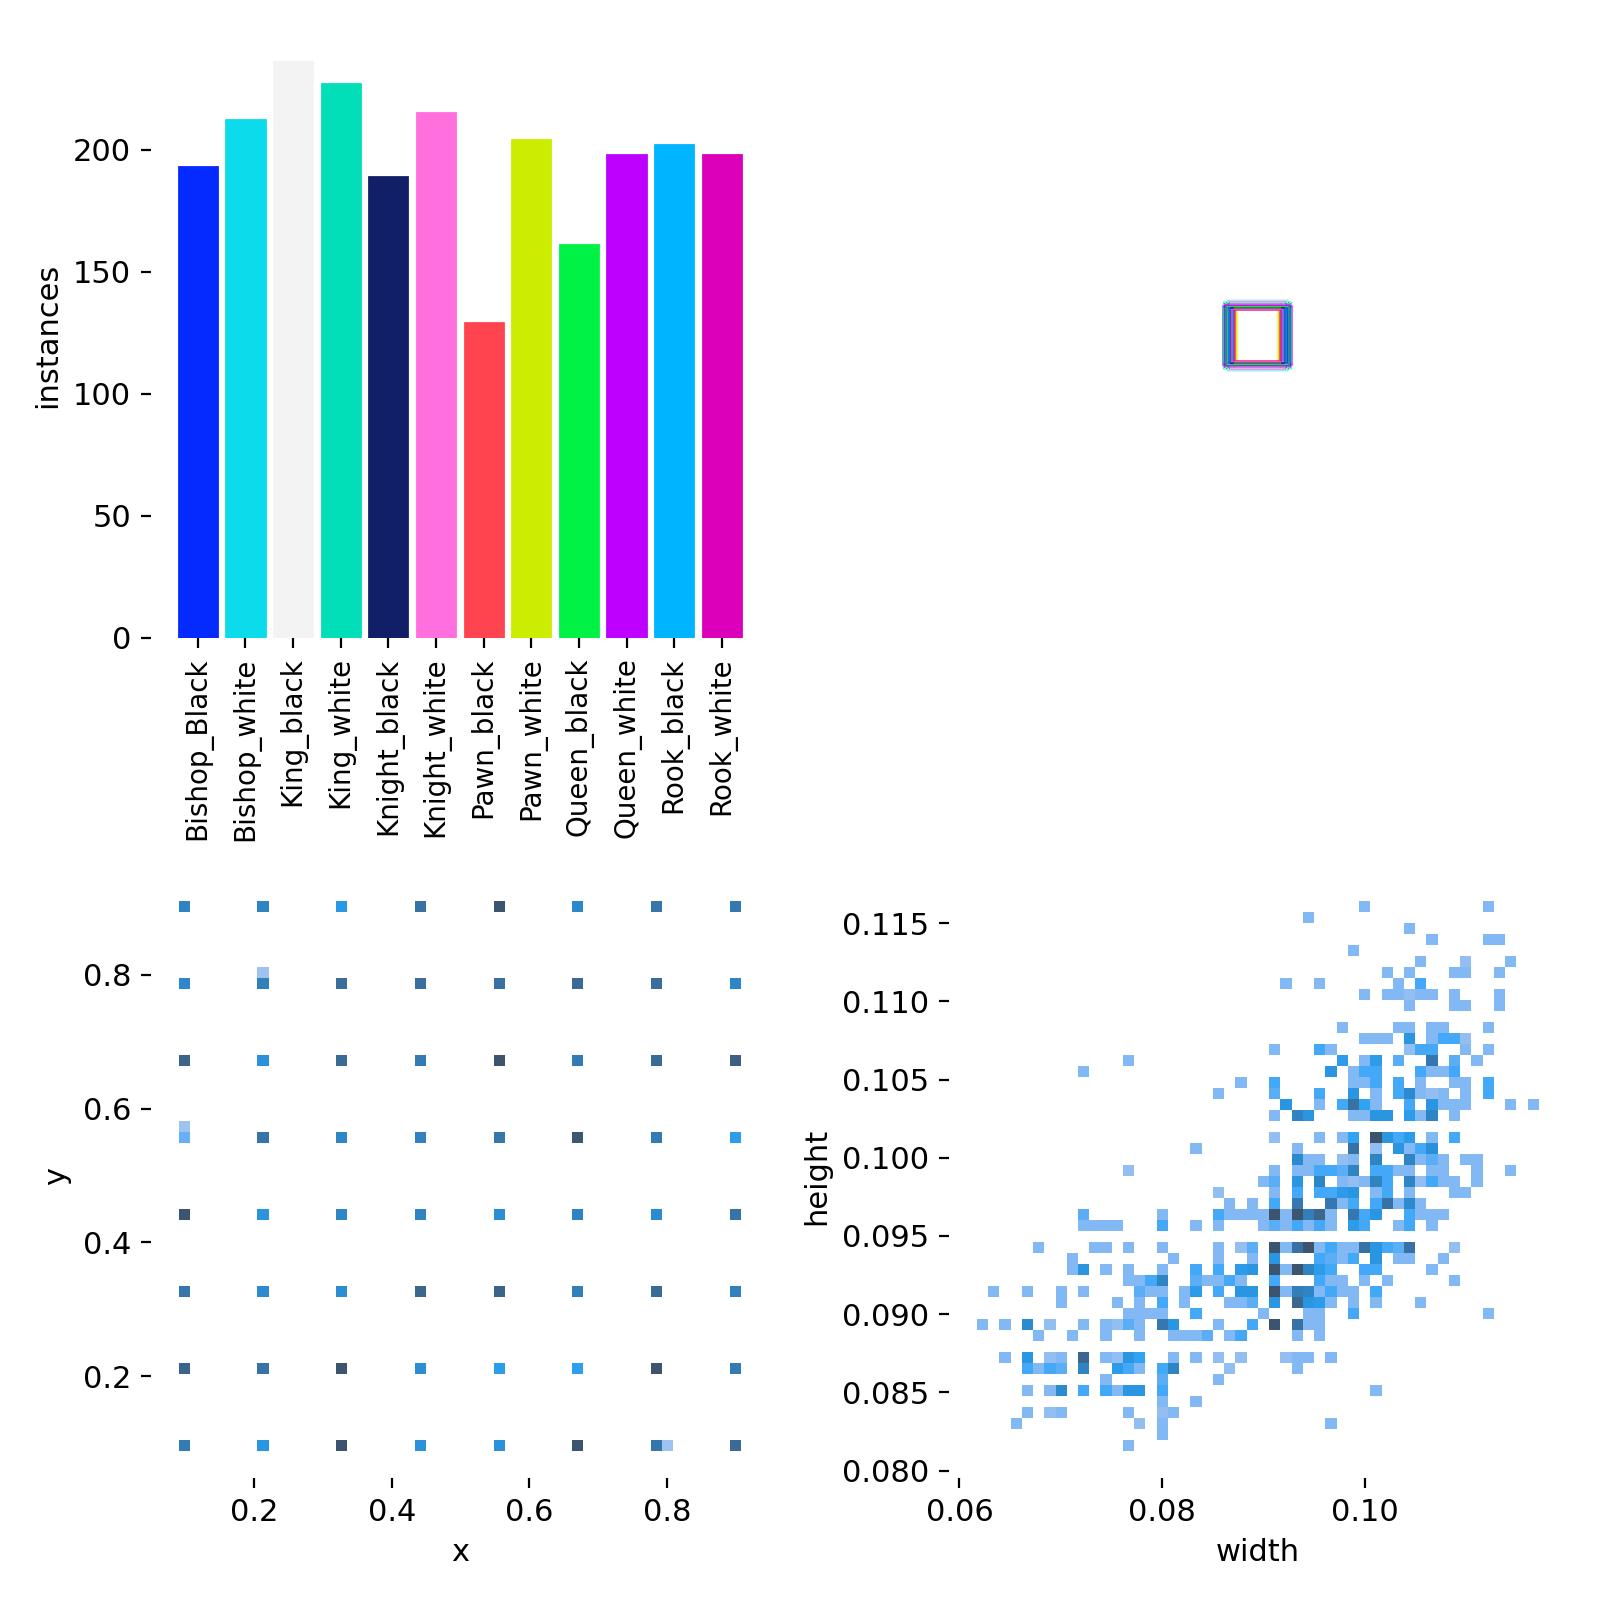 instances
200
150
100
50
0
Bishop_Black
Bishop_white
King_black
King_white
Knight_black
Knight_white
Pawn_black
Pawn_white
Queen_black
Queen_white
Rook_black
Rook_white
y
0.8
0.6
0.4
0.2
0.2 0.4 0.6 0.8
x
height
0.115
0.110
0.105
0.100
0.095
0.090
0.085
0.080
0.06 0.08 0.10
width